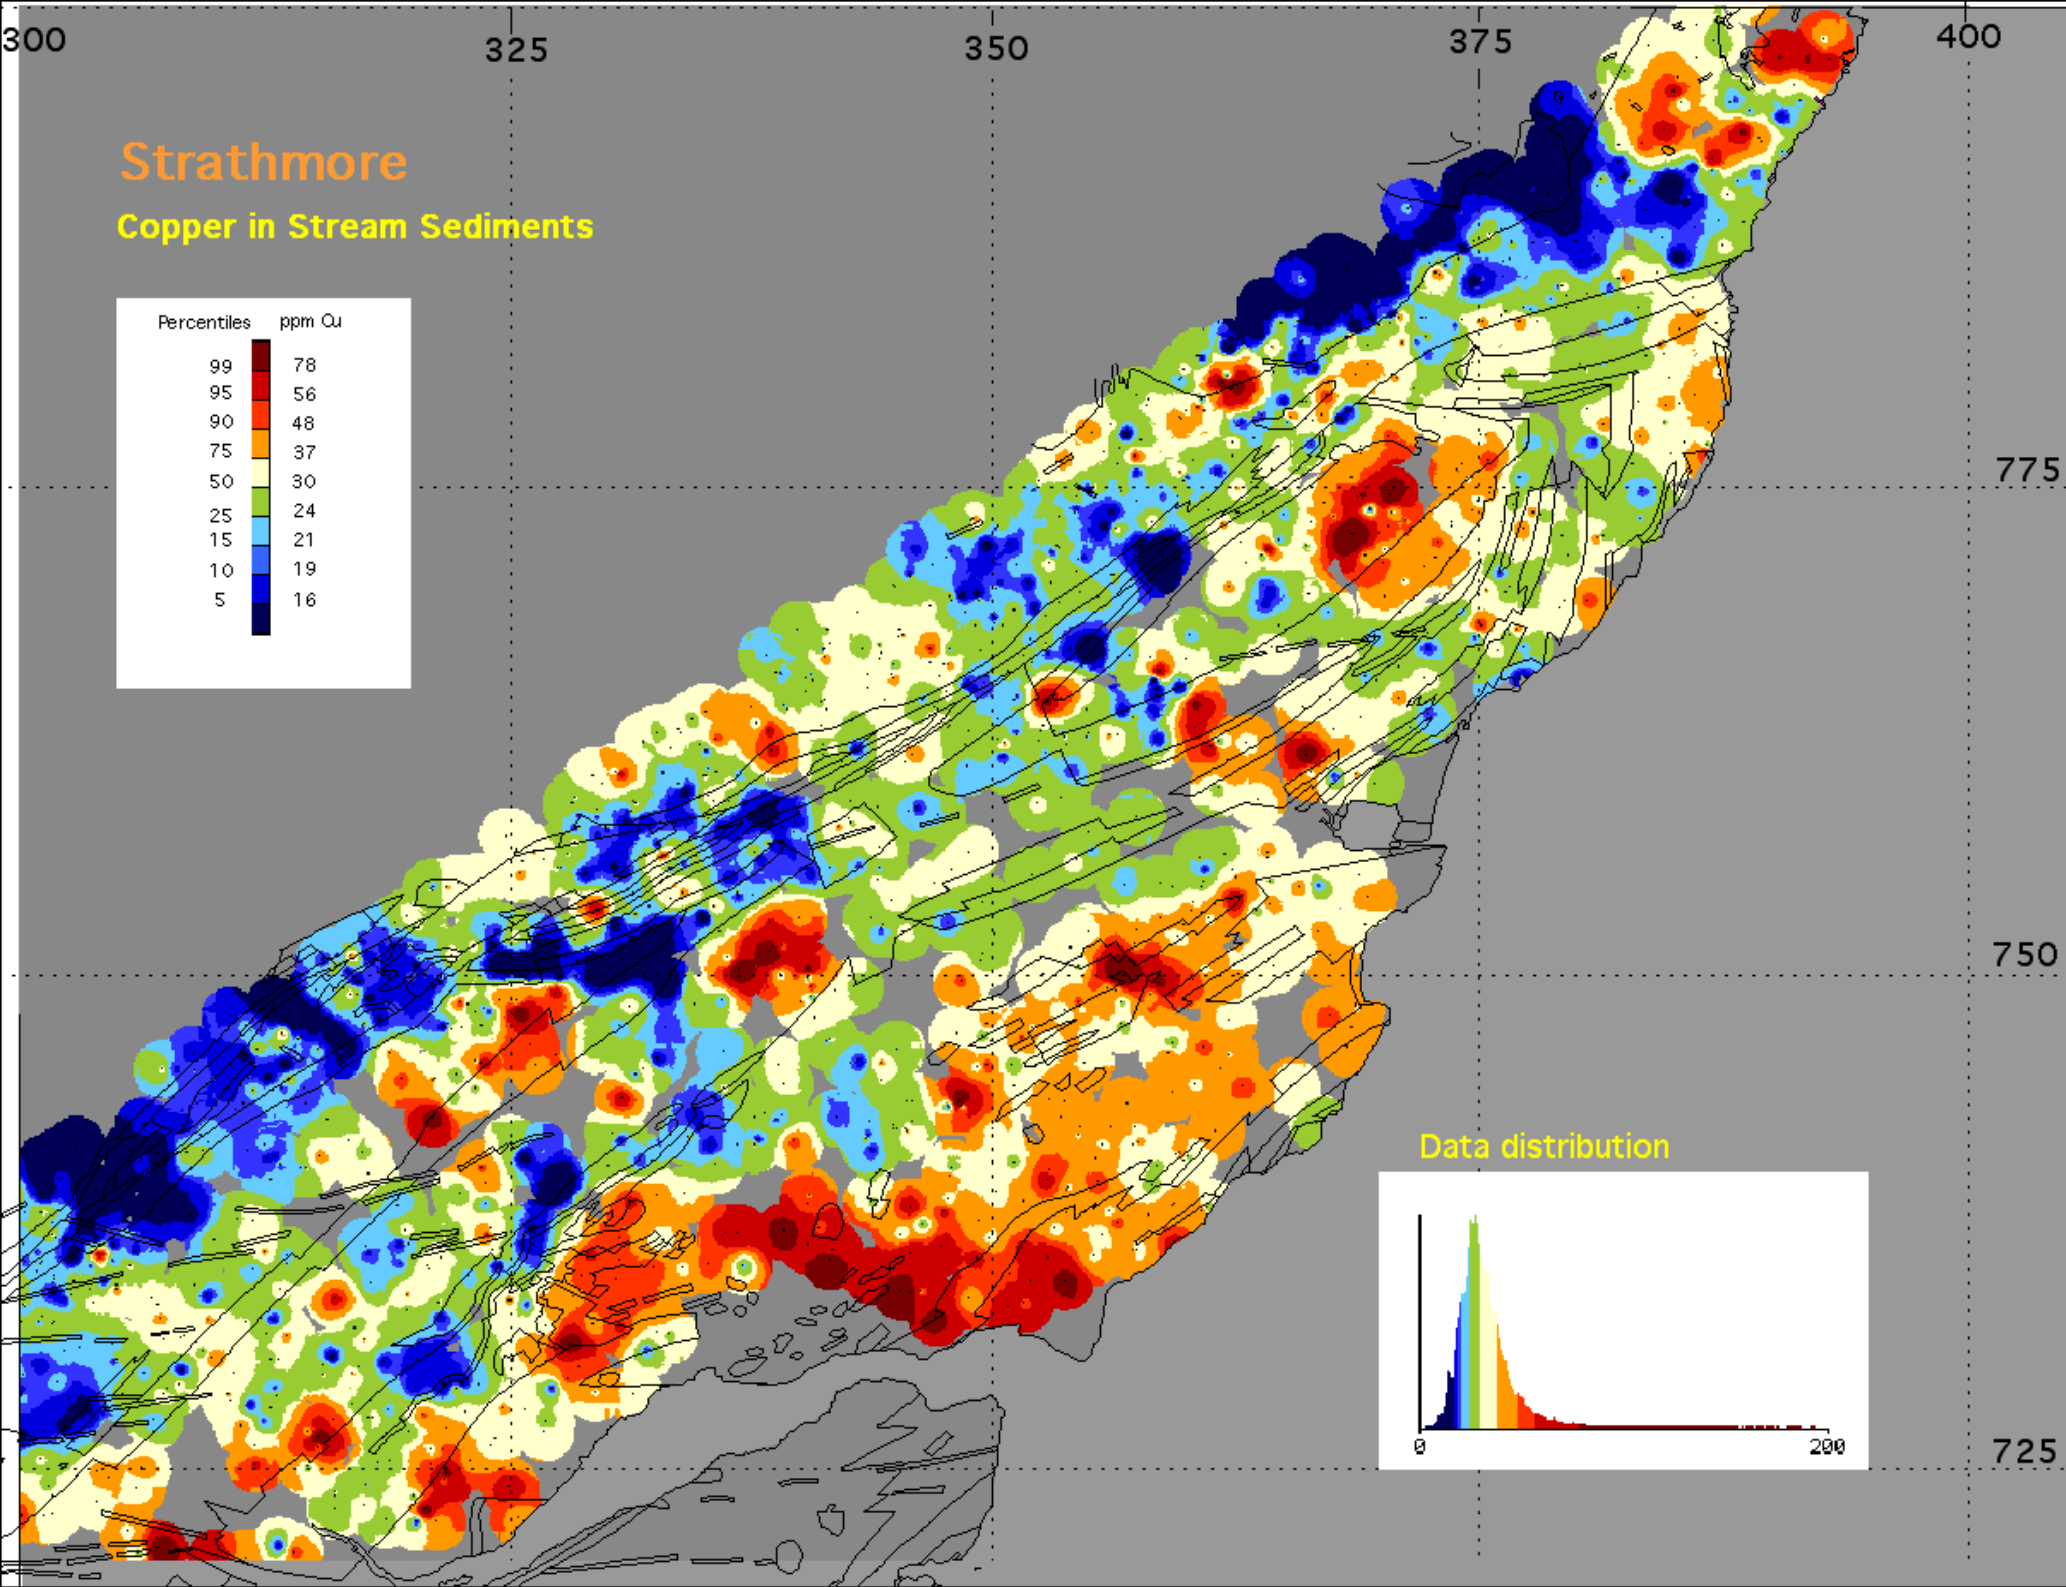 300 325 350 375 400
Strathmore
Copper in Stream Sediments
Percentiles ppm Cu
99 78
95 56
90 48
75 37
50 30
25 24
15 21
10 19
5 16
775
750
Data distribution
0 200
725